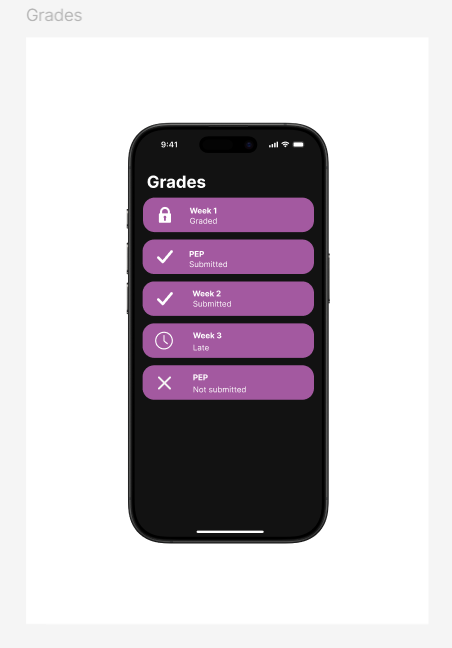 Grades
9:41
Grades
Week 1
Graded
PEP
Submitted
Week 2
Submitted
Week 3
Late
PEP
Not submitted